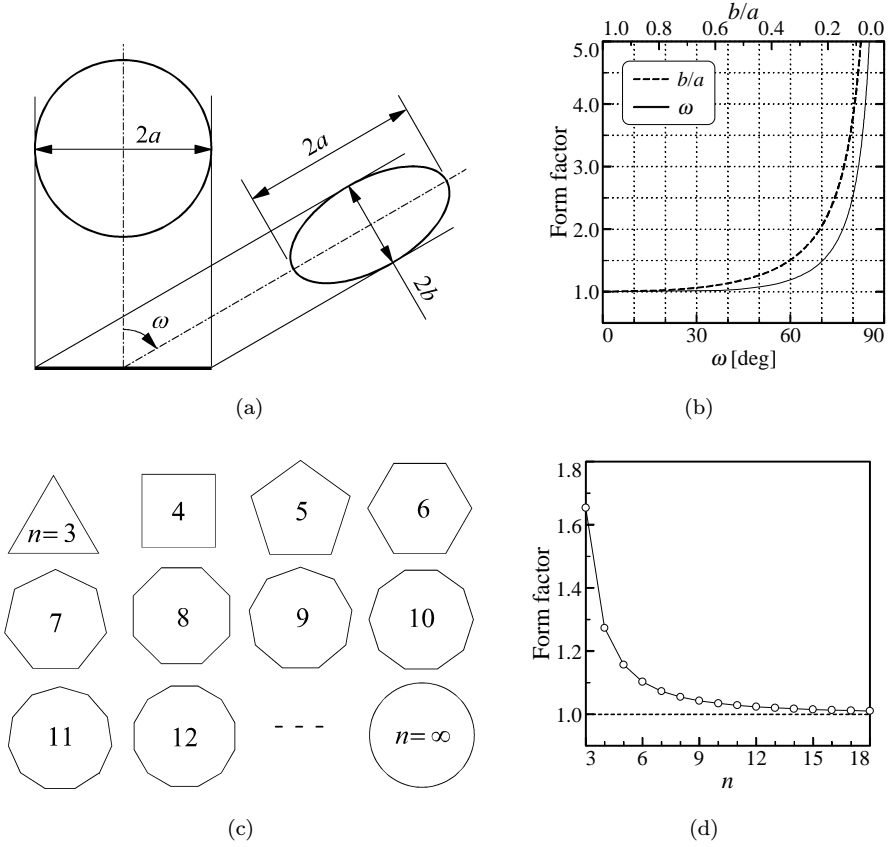 2a
2a
2b
ω
(a)
b/a
1.0 0.8 0.6 0.4 0.2 0.0
5.0
4.0
3.0
2.0
1.0
Form factor
b/a
ω
0 30 60 90
ω [deg]
(b)
n= 3 4 5 6
7 8 9 10
11 12 - - - n= ∞
(c)
1.8
1.6
1.4
1.2
1.0
Form factor
3 6 9 12 15 18
n
(d)